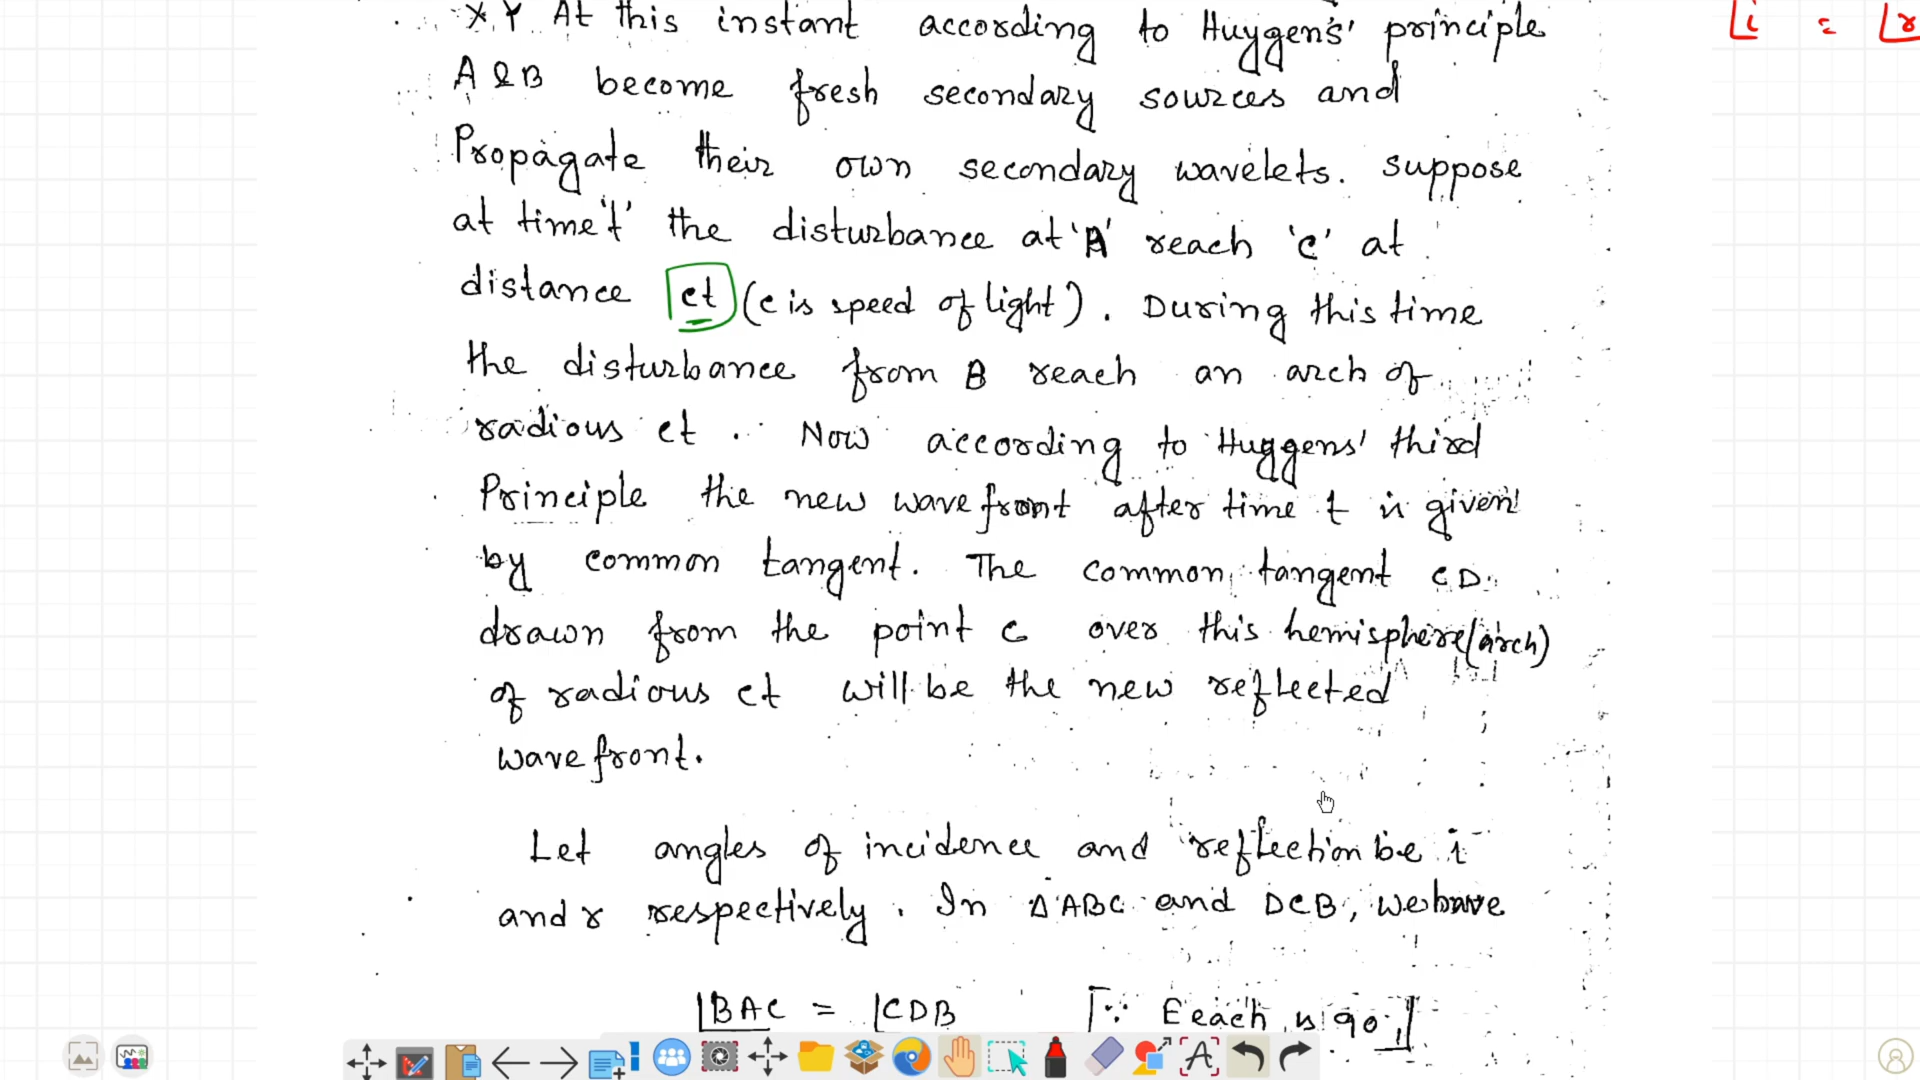 X Y At this instant according to Huygens' principle
∠i = ∠r
A & B become fresh secondary sources and
Propagate their own secondary wavelets. suppose
at time 't' the disturbance at 'A' reach 'c' at
distance ct (c is speed of light). During this time
the disturbance from B reach an arch of
radious ct. Now according to Huggens' third
Principle the new wavefront after time t is given
by common tangent. The common tangent CD
drawn from the point c over this hemisphere (arch)
of radious ct will be the new reflected
wavefront.
Let angles of incidence and reflection be i
and r respectively. In ∆ABC and DCB, we have
∠BAC = ∠CDB [∵ Eeach is 90°]